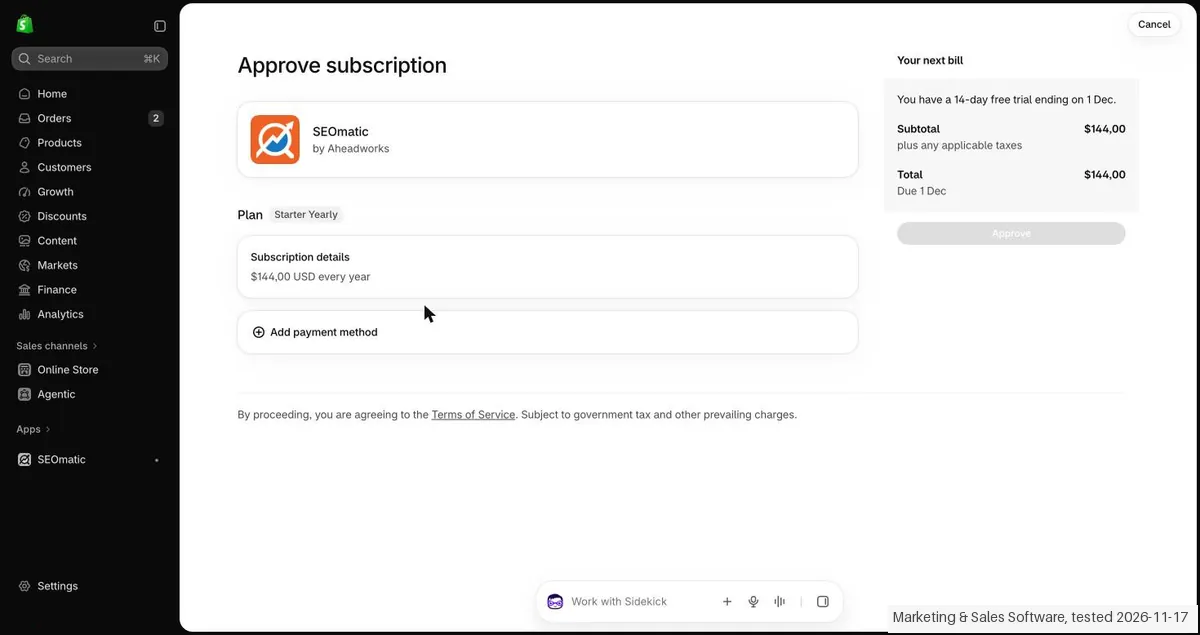 Search ⌘K
Home
Orders 2
Products
Customers
Growth
Discounts
Content
Markets
Finance
Analytics
Sales channels
Online Store
Agentic
Apps
SEOmatic
Settings
Cancel
Approve subscription
SEOmatic
by Aheadworks
Plan Starter Yearly
Subscription details
$144,00 USD every year
Add payment method
By proceeding, you are agreeing to the Terms of Service. Subject to government tax and other prevailing charges.
Your next bill
You have a 14-day free trial ending on 1 Dec.
Subtotal $144,00
plus any applicable taxes
Total $144,00
Due 1 Dec
Approve
Work with Sidekick
Marketing & Sales Software, tested 2026-11-17